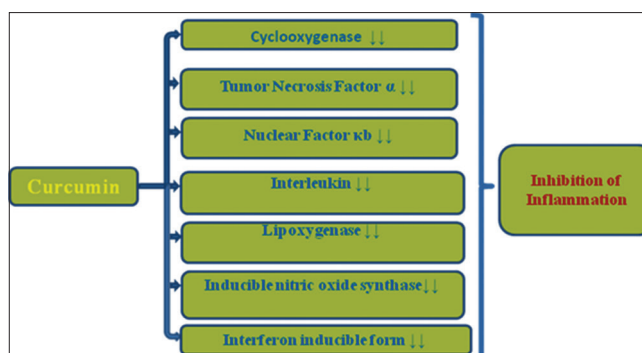 Cyclooxygenase ↓↓
Tumor Necrosis Factor α ↓↓
Nuclear Factor κb ↓↓
Curcumin
Interleukin ↓↓
Inhibition of
Inflammation
Lipoxygenase ↓↓
Inducible nitric oxide synthase↓↓
Interferon inducible form ↓↓